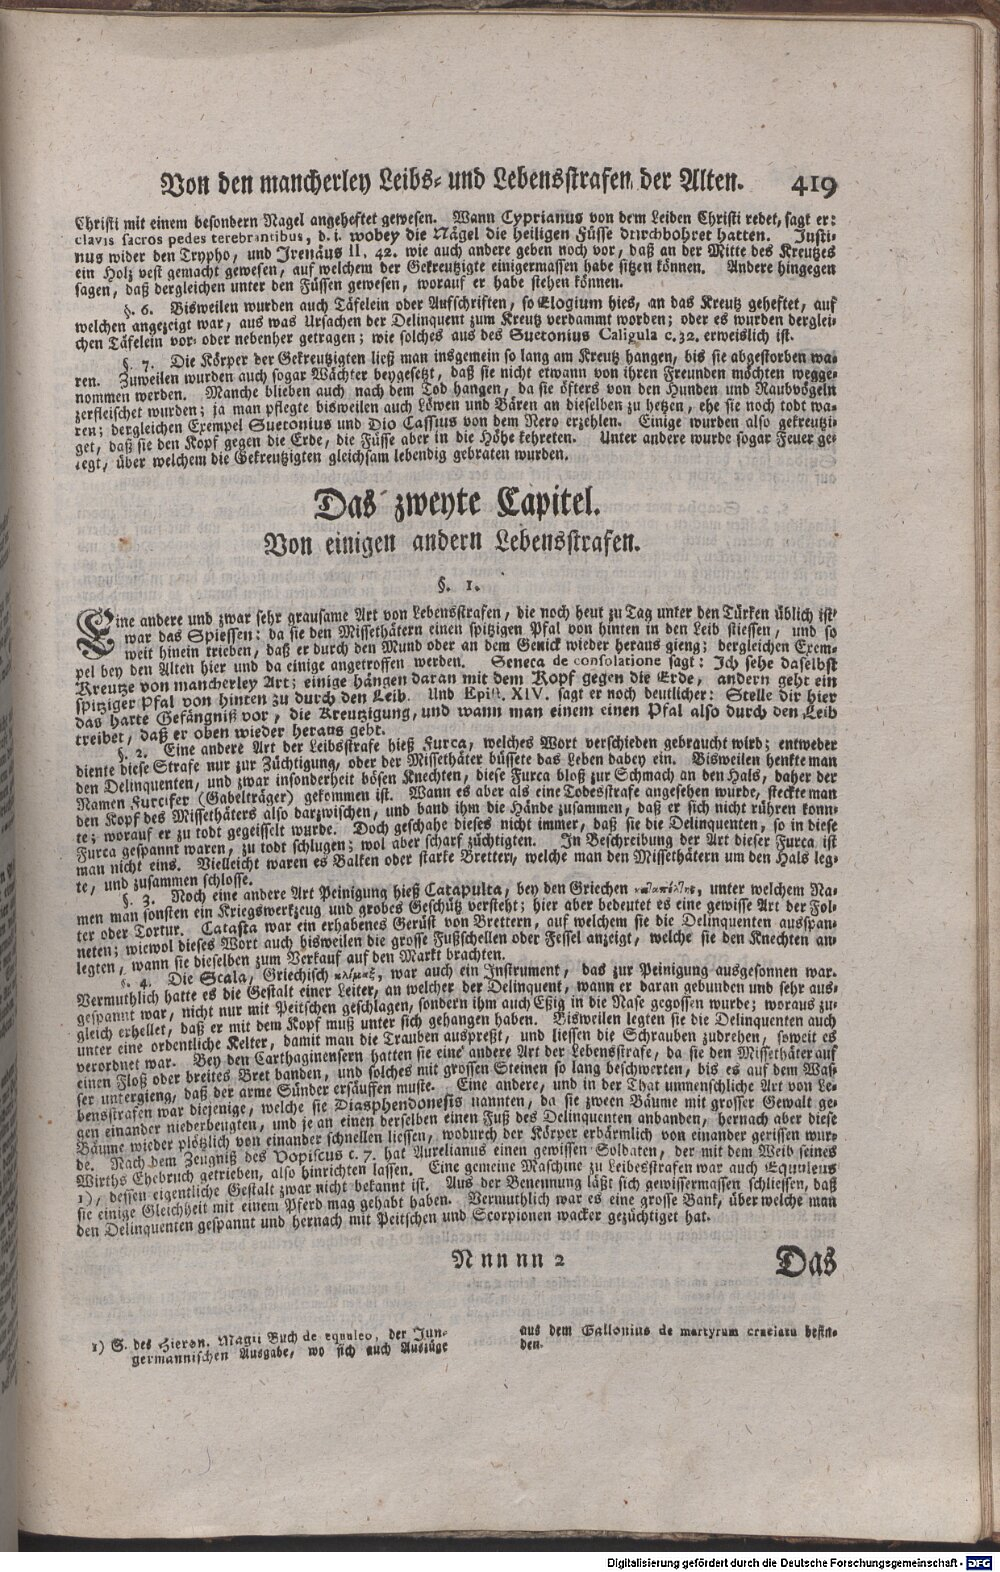 Von den mancherley Leibs- und Lebensstrafen der Alten. 419
Christi mit einem besondern Nagel angeheftet gewesen. Wann Cyprianus von dem Leiden Christi redet, sagt er:
clavis sacros pedes terebrantibus, d. i. wobey die Nägel die heiligen Füsse durchbohret hatten. Justi-
nus wider den Trypho, und Irenäus II. 42. wie auch andere geben noch vor, daß an der Mitte des Kreutzes
ein Holz vest gemacht gewesen, auf welchem der Gekreutzigte einigermassen habe sitzen können. Andere hingegen
sagen, daß dergleichen unter den Füssen gewesen, worauf er habe stehen können.
§. 6. Bisweilen wurden auch Täfelein oder Aufschriften, so Elogium hies, an das Kreutz geheftet, auf
welchen angezeigt war, aus was Ursachen der Delinquent zum Kreutz verdammt worden; oder es wurden derglei-
chen Täfelein vor- oder nebenher getragen; wie solches aus des Suetonius Caligula c. 32. erweislich ist.
§. 7. Die Körper der Gekreutzigten ließ man insgemein so lang am Kreutz hangen, bis sie abgestorben wa-
ren. Zuweilen wurden auch sogar Wächter beygesetzt, daß sie nicht etwann von ihren Freunden möchten wegge-
nommen werden. Manche blieben auch nach dem Tod hangen, da sie öfters von den Hunden und Raubvögeln
zerfleischet wurden; ja man pflegte bisweilen auch Löwen und Bären an dieselben zu hetzen, ehe sie noch todt wa-
ren; dergleichen Exempel Suetonius und Dio Cassius von dem Nero erzehlen. Einige wurden also gekreutzi-
get, daß sie den Kopf gegen die Erde, die Füsse aber in die Höhe kehreten. Unter andere wurde sogar Feuer ge-
legt, über welchem die Gekreutzigten gleichsam lebendig gebraten wurden.
Das zweyte Capitel.
Von einigen andern Lebensstrafen.
§. 1.
Eine andere und zwar sehr grausame Art von Lebensstrafen, die noch heut zu Tag unter den Türken üblich ist,
war das Spiessen: da sie den Missethätern einen spitzigen Pfal von hinten in den Leib stiessen, und so
weit hinein trieben, daß er durch den Mund oder an dem Genick wieder heraus gieng; dergleichen Exem-
pel bey den Alten hier und da einige angetroffen werden. Seneca de consolatione sagt: Ich sehe daselbst
Kreutze von mancherley Art; einige hängen daran mit dem Kopf gegen die Erde, andern geht ein
spitziger Pfal von hinten zu durch den Leib. Und Epist. XIV. sagt er noch deutlicher: Stelle dir hier
das harte Gefängniß vor, die Kreutzigung, und wann man einem einen Pfal also durch den Leib
treibet, daß er oben wieder heraus geht.
§. 2. Eine andere Art der Leibsstrafe hieß Furca, welches Wort verschieden gebraucht wird; entweder
diente diese Strafe nur zur Züchtigung, oder der Missethäter büssete das Leben dabey ein. Bisweilen henkte man
den Delinquenten, und zwar insonderheit bösen Knechten, diese Furca bloß zur Schmach an den Hals, daher der
Namen Furcifer (Gabelträger) gekommen ist. Wann es aber als eine Todesstrafe angesehen wurde, steckte man
den Kopf des Missethäters also darzwischen, und band ihm die Hände zusammen, daß er sich nicht rühren konn-
te; worauf er zu todt gegeisselt wurde. Doch geschahe dieses nicht immer, daß sie die Delinquenten, so in diese
Furca gespannt waren, zu todt schlugen; wol aber scharf züchtigten. In Beschreibung der Art dieser Furca ist
man nicht eins. Vielleicht waren es Balken oder starke Bretter, welche man den Missethätern um den Hals leg-
te, und zusammen schlosse.
§. 3. Noch eine andere Art Peinigung hieß Catapulta, bey den Griechen unter welchem Na-
men man sonsten ein Kriegswerkzeug und grobes Geschütz versteht; hier aber bedeutet es eine gewisse Art der Fol-
ter oder Tortur. Catasta war ein erhabenes Gerüst von Brettern, auf welchem sie die Delinquenten ausspan-
neten; wiewol dieses Wort auch bisweilen die grosse Fußschellen oder Fessel anzeigt, welche sie den Knechten an-
legten, wann sie dieselben zum Verkauf auf den Markt brachten.
§. 4. Die Scala, Griechisch κλίμαξ, war auch ein Instrument, das zur Peinigung ausgesonnen war.
Vermuthlich hatte es die Gestalt einer Leiter, an welcher der Delinquent, wann er daran gebunden und sehr aus-
gespannt war, nicht nur mit Peitschen geschlagen, sondern ihm auch Eßig in die Nase gegossen wurde; woraus zu-
gleich erhellet, daß er mit dem Kopf muß unter sich gehangen haben. Bisweilen legten sie die Delinquenten auch
unter eine ordentliche Kelter, damit man die Trauben auspreßt, und liessen die Schrauben zudrehen, soweit es
verordnet war. Bey den Carthaginensern hatten sie eine andere Art der Lebensstrafe, da sie den Missethäter auf
einen Floß oder breites Bret banden, und solches mit grossen Steinen so lang beschwerten, bis es auf dem Was-
ser untergieng, daß der arme Sünder ersäuffen muste. Eine andere, und in der That unmenschliche Art von Le-
bensstrafen war diejenige, welche sie Diasphendonesis nannten, da sie zween Bäume mit grosser Gewalt ge-
gen einander niederbeugten, und je an einen derselben einen Fuß des Delinquenten anbanden, hernach aber diese
Bäume wieder plötzlich von einander schnellen liessen, wodurch der Körper erbärmlich von einander gerissen wur-
de. Nach dem Zeugniß des Vopiscus c. 7. hat Aurelianus einen gewissen Soldaten, der mit dem Weib seines
Wirths Ehebruch getrieben, also hinrichten lassen. Eine gemeine Maschine zu Leibesstrafen war auch Equuleus
1), dessen eigentliche Gestalt zwar nicht bekannt ist. Aus der Benennung läßt sich gewissermassen schliessen, daß
sie einige Gleichheit mit einem Pferd mag gehabt haben. Vermuthlich war es eine grosse Bank, über welche man
den Delinquenten gespannt und hernach mit Peitschen und Scorpionen wacker gezüchtiget hat.
N nn nn 2 Das
1) S. des Hieron. Magii Buch de equuleo, der Jun-
germannischen Ausgabe, wo sich auch Auszüge
aus dem Gallonius de martyrum cruciatu befin-
den.
Digitalisierung gefördert durch die Deutsche Forschungsgemeinschaft - DFG